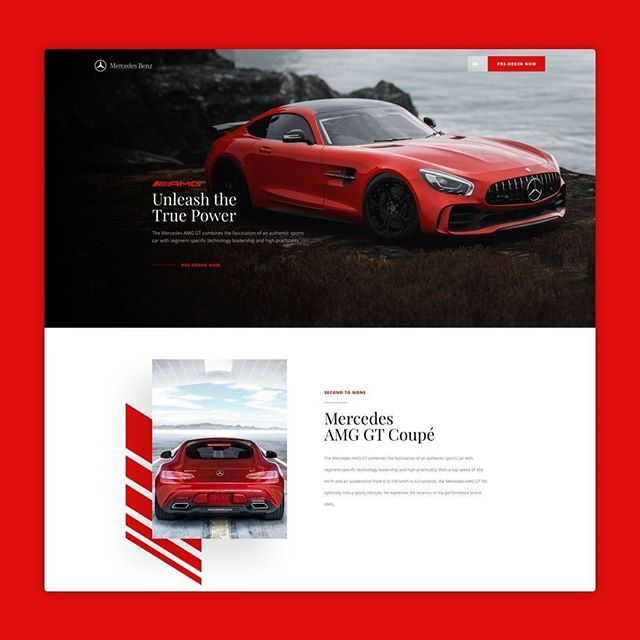 Mercedes Benz
EN
PRE-ORDER NOW
AMG
Unleash the
True Power
The Mercedes-AMG GT combines the fascination of an authentic sports
car with segment-specific technology leadership and high practicality.
PRE-ORDER NOW
SECOND TO NONE
Mercedes
AMG GT Coupé
The Mercedes-AMG GT combines the fascination of an authentic sports car with
segment-specific technology leadership and high practicality. With a top speed of 304
km/h and an acceleration from 0 to 100 km/h in 4.0 seconds, the Mercedes-AMG GT fits
optimally into a sporty lifestyle. He expresses the essence of the performance brand
AMG.